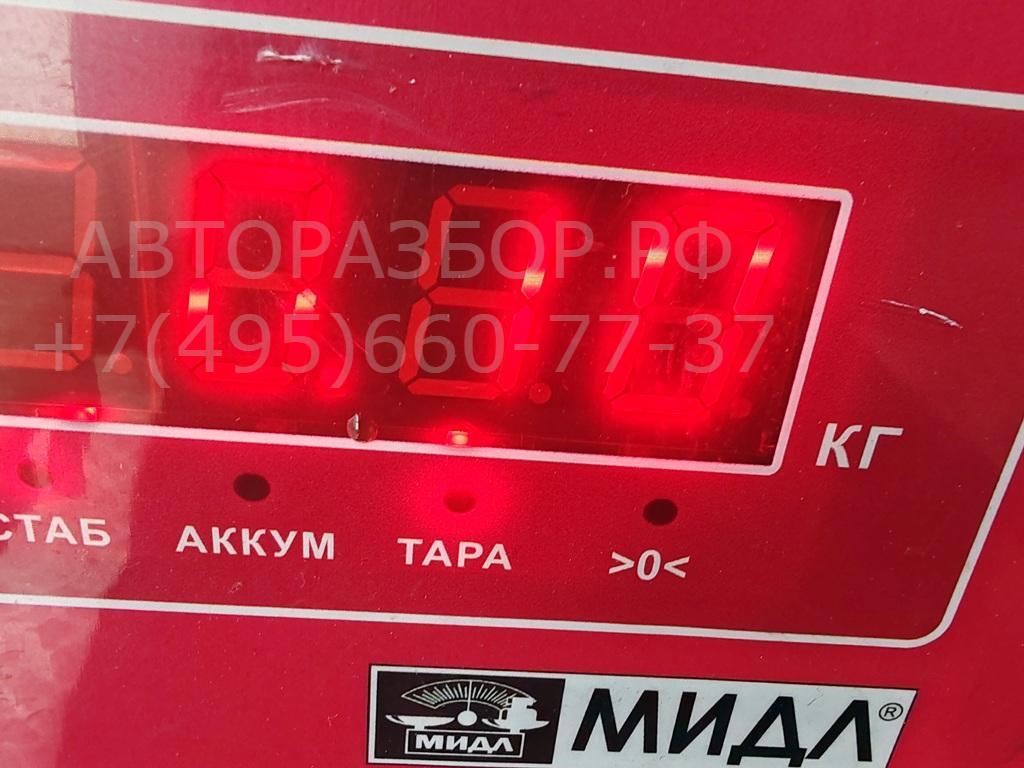 АВТОРАЗБОР.РФ
+7(495)660-77-37
КГ
СТАБ АККУМ ТАРА >0<
МИДЛ МИДЛ®